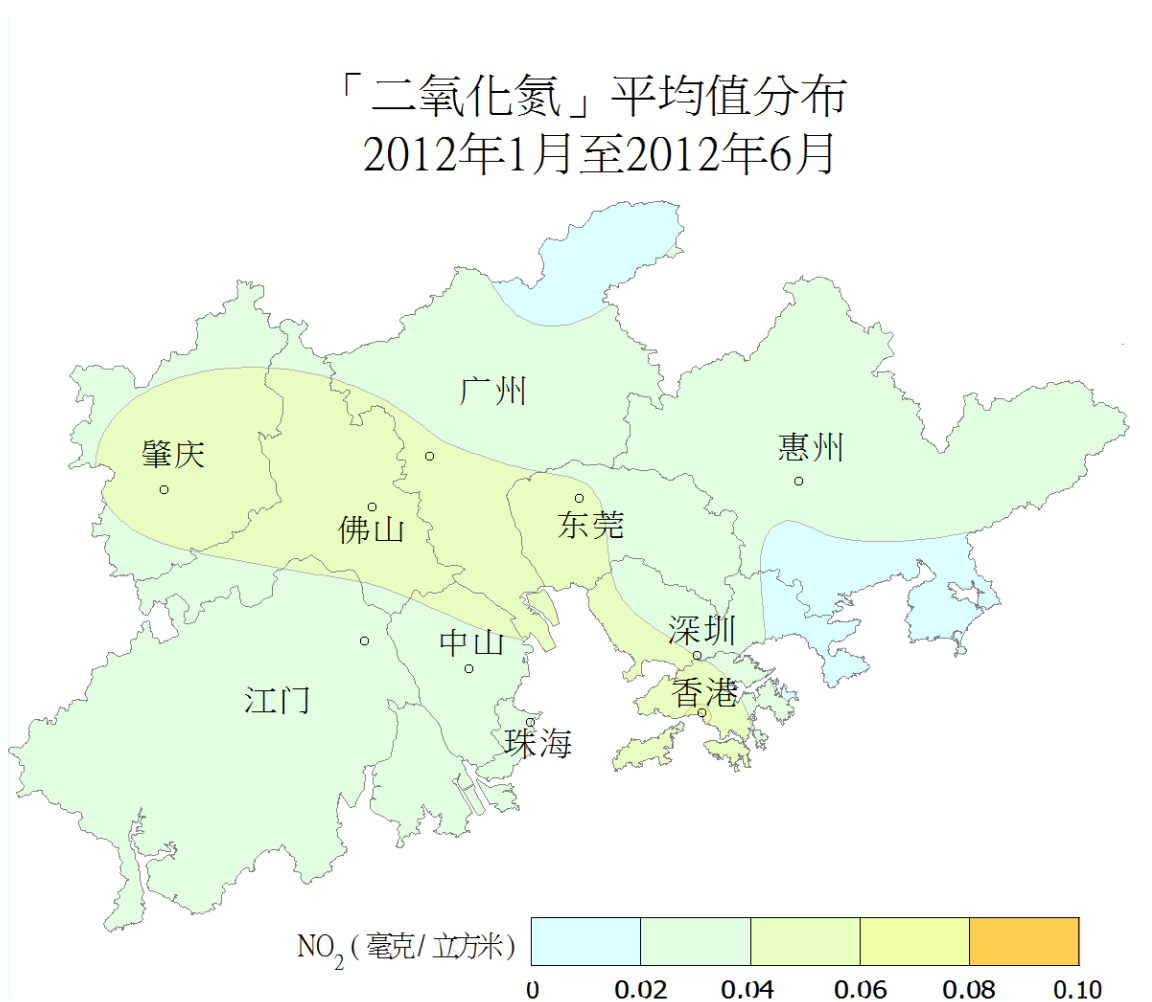 「二氧化氮」平均值分布
2012年1月至2012年6月
广州
惠州
肇庆
佛山
东莞
深圳
中山
香港
江门
珠海
NO2 ( 毫克 / 立方米 )
0 0.02 0.04 0.06 0.08 0.10